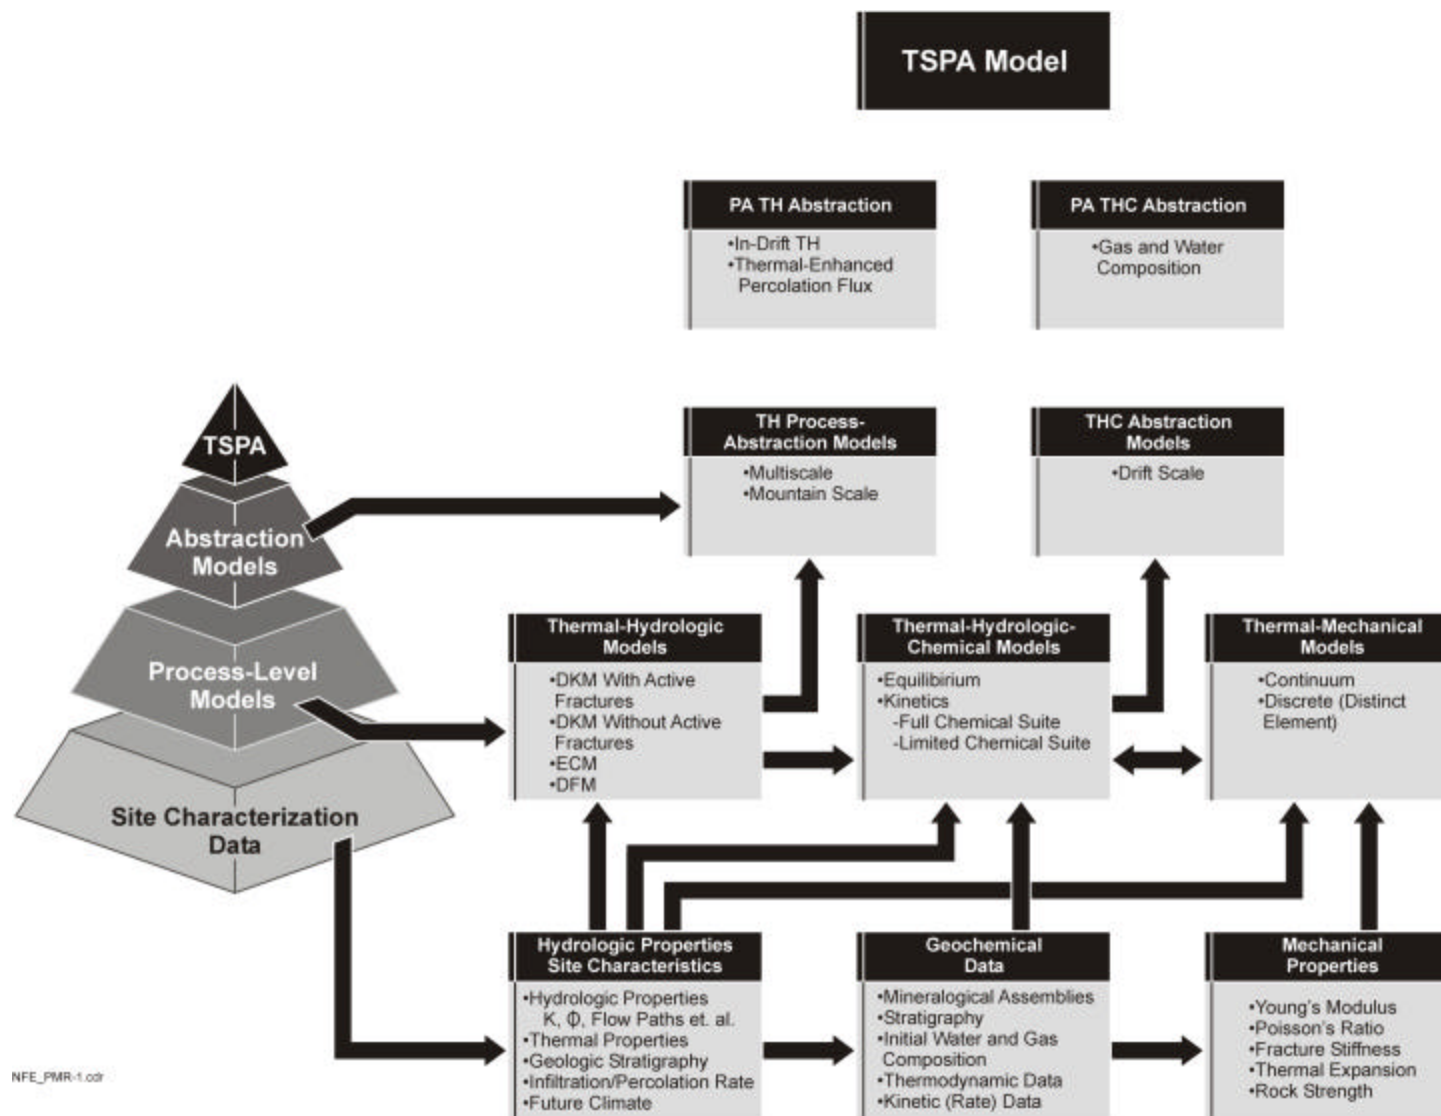 TSPA Model
PA TH Abstraction
•In-Drift TH
•Thermal-Enhanced
Percolation Flux
PA THC Abstraction
•Gas and Water
Composition
TSPA
Abstraction
Models
Process-Level
Models
Site Characterization
Data
TH Process-
Abstraction Models
•Multiscale
•Mountain Scale
THC Abstraction
Models
•Drift Scale
Thermal-Hydrologic
Models
•DKM With Active
Fractures
•DKM Without Active
Fractures
•ECM
•DFM
Thermal-Hydrologic-
Chemical Models
•Equilibirium
•Kinetics
-Full Chemical Suite
-Limited Chemical Suite
Thermal-Mechanical
Models
•Continuum
•Discrete (Distinct
Element)
Hydrologic Properties
Site Characteristics
•Hydrologic Properties
K, Φ, Flow Paths et. al.
•Thermal Properties
•Geologic Stratigraphy
•Infiltration/Percolation Rate
•Future Climate
Geochemical
Data
•Mineralogical Assemblies
•Stratigraphy
•Initial Water and Gas
Composition
•Thermodynamic Data
•Kinetic (Rate) Data
Mechanical
Properties
•Young's Modulus
•Poisson's Ratio
•Fracture Stiffness
•Thermal Expansion
•Rock Strength
NFE_PMR-1.cdr